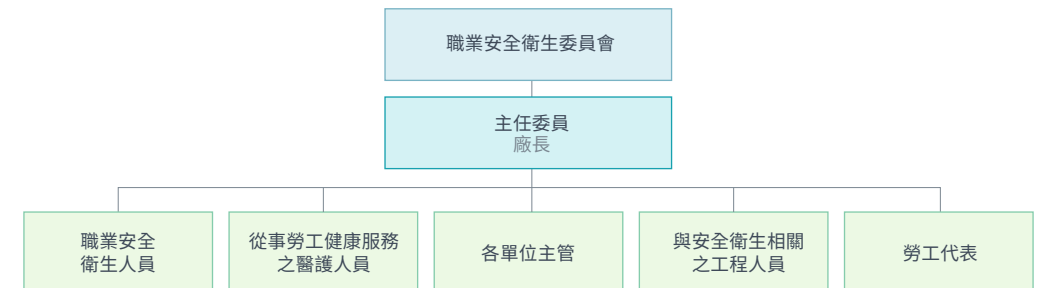 職業安全衛生委員會
主任委員
廠長
職業安全
衛生人員
從事勞工健康服務
之醫護人員
各單位主管
與安全衛生相關
之工程人員
勞工代表